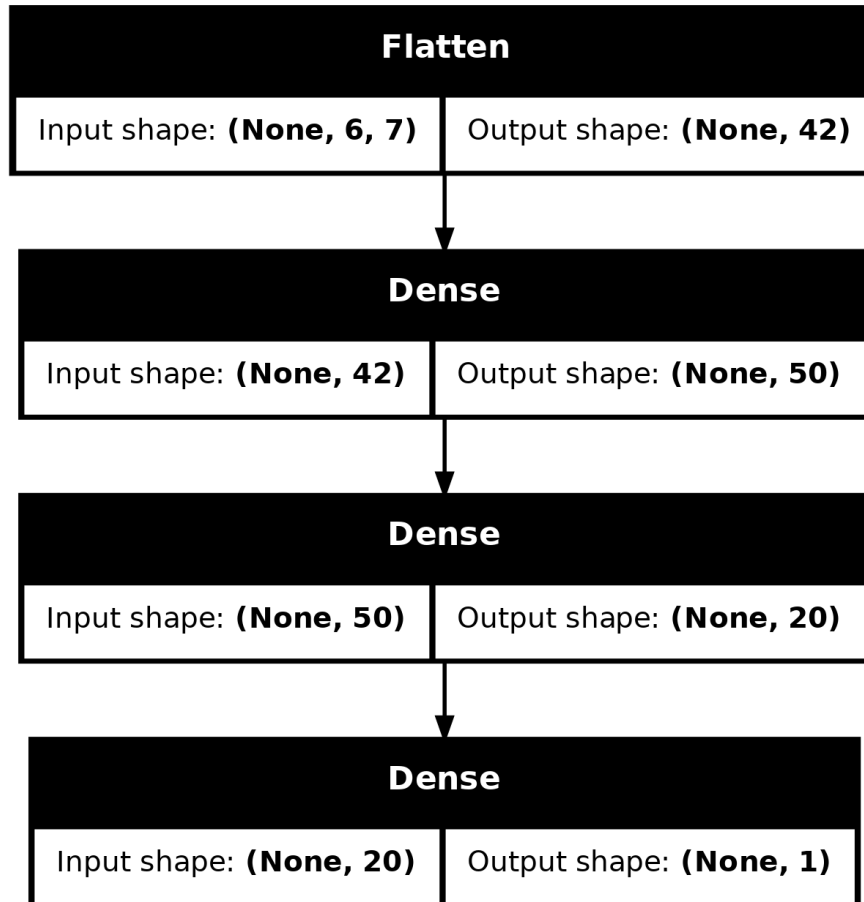 Flatten
Input shape: (None, 6, 7) Output shape: (None, 42)
Dense
Input shape: (None, 42) Output shape: (None, 50)
Dense
Input shape: (None, 50) Output shape: (None, 20)
Dense
Input shape: (None, 20) Output shape: (None, 1)